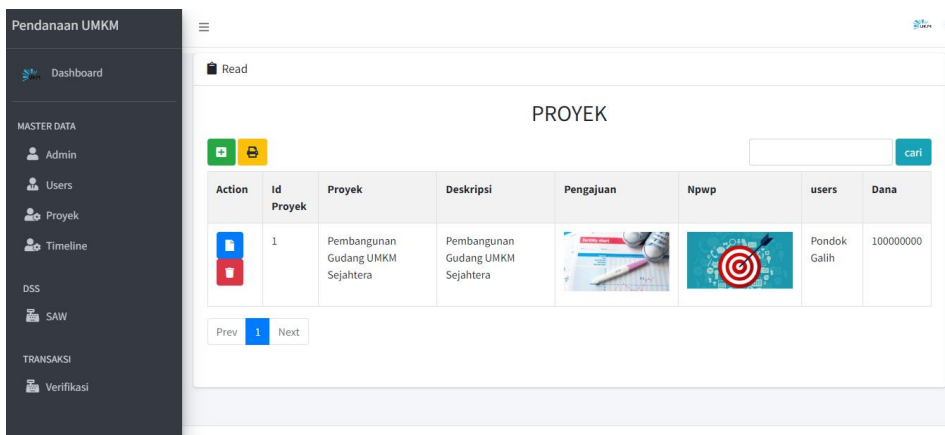 Pendanaan UMKM
Dashboard
MASTER DATA
Admin
Users
Proyek
Timeline
DSS
SAW
TRANSAKSI
Verifikasi
Read
PROYEK
cari
Action Id Proyek Proyek Deskripsi Pengajuan Npwp users Dana
1 Pembangunan Pembangunan Pondok 100000000
Gudang UMKM Gudang UMKM Galih
Sejahtera Sejahtera
Prev 1 Next